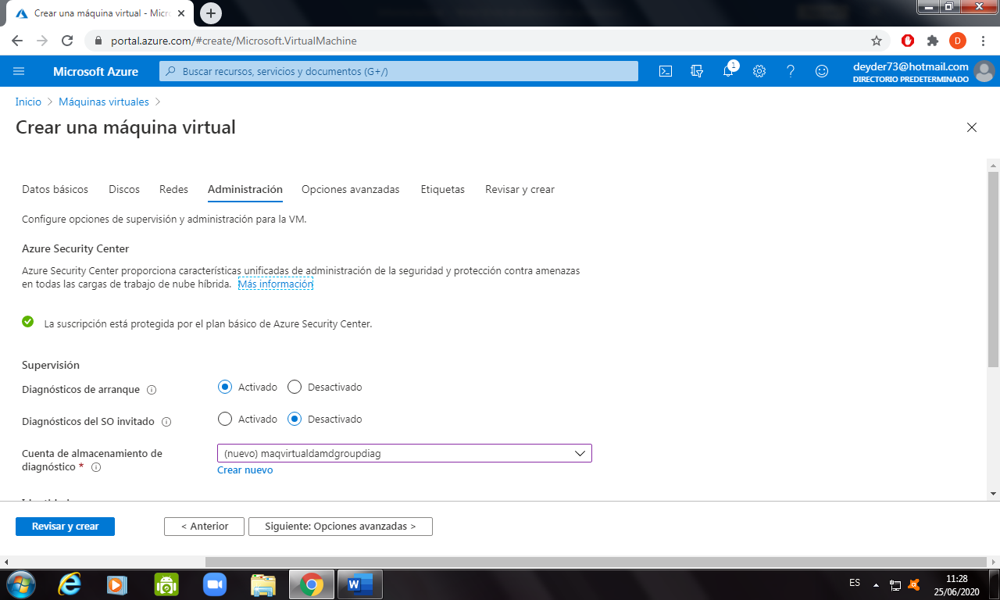 Crear una máquina virtual - Micro
portal.azure.com/#create/Microsoft.VirtualMachine
D
Microsoft Azure
Buscar recursos, servicios y documentos (G+/)
1
deyder73@hotmail.com
DIRECTORIO PREDETERMINADO
Inicio > Máquinas virtuales >
Crear una máquina virtual
Datos básicos Discos Redes Administración Opciones avanzadas Etiquetas Revisar y crear
Configure opciones de supervisión y administración para la VM.
Azure Security Center
Azure Security Center proporciona características unificadas de administración de la seguridad y protección contra amenazas
en todas las cargas de trabajo de nube híbrida. Más información
La suscripción está protegida por el plan básico de Azure Security Center.
Supervisión
Diagnósticos de arranque Activado Desactivado
Diagnósticos del SO invitado Activado Desactivado
Cuenta de almacenamiento de
diagnóstico *
(nuevo) maqvirtualdamdgroupdiag
Crear nuevo
Revisar y crear < Anterior Siguiente: Opciones avanzadas >
ES
11:28
25/06/2020